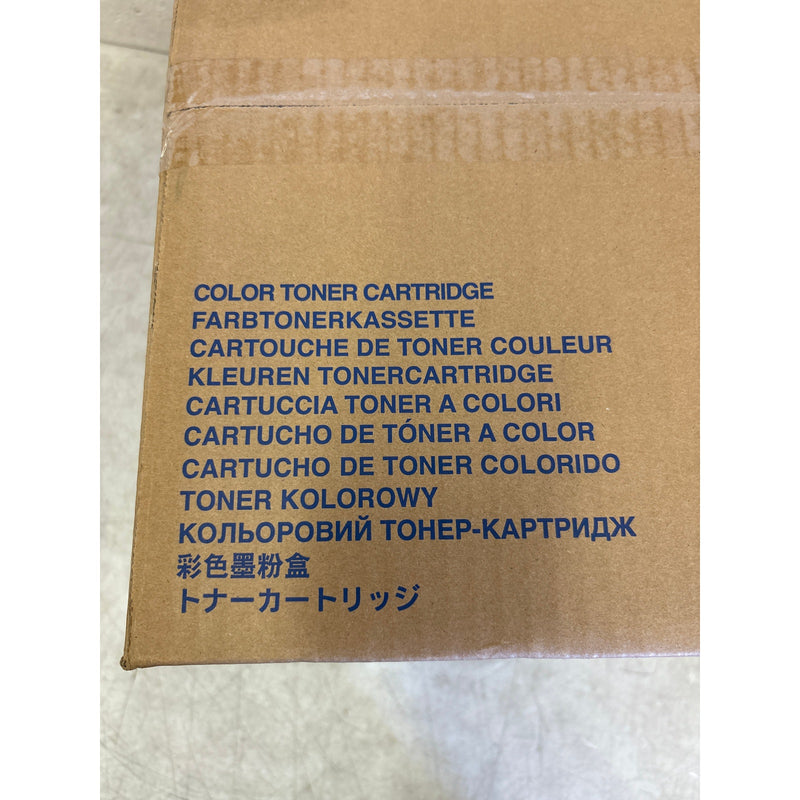 COLOR TONER CARTRIDGE
FARBTONERKASSETTE
CARTOUCHE DE TONER COULEUR
KLEUREN TONERCARTRIDGE
CARTUCCIA TONER A COLORI
CARTUCHO DE TÓNER A COLOR
CARTUCHO DE TONER COLORIDO
TONER KOLOROWY
КОЛЬОРОВИЙ ТОНЕР-КАРТРИДЖ
彩色墨粉盒
トナーカートリッジ